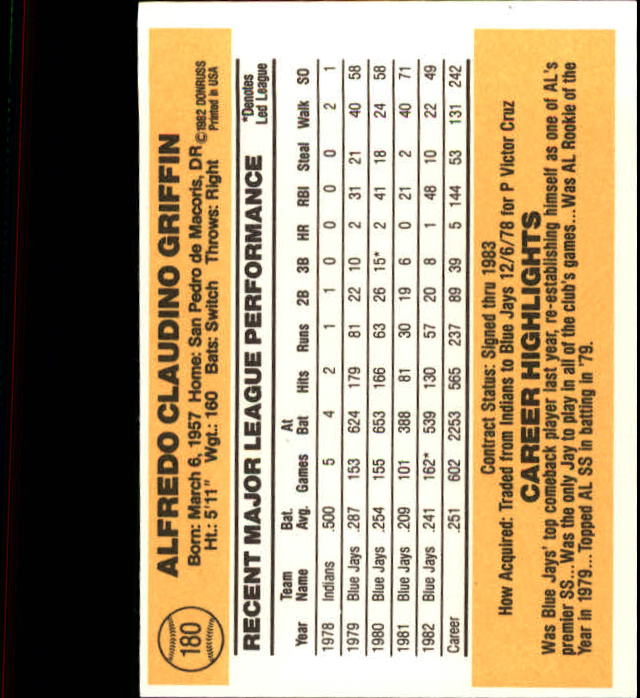 180
ALFREDO CLAUDINO GRIFFIN
Born: March 6, 1957 Home: San Pedro de Macoris, DR ©1982 DONRUSS
Ht.: 5'11" Wgt.: 160 Bats: Switch Throws: Right Printed in USA
RECENT MAJOR LEAGUE PERFORMANCE *Denotes Led League
Year Team Name Bat. Avg. Games At Bat Hits Runs 2B 3B HR RBI Steal Walk SO
1978 Indians .500 5 4 2 1 1 0 0 0 0 2 1
1979 Blue Jays .287 153 624 179 81 22 10 2 31 21 40 58
1980 Blue Jays .254 155 653 166 63 26 15* 2 41 18 24 58
1981 Blue Jays .209 101 388 81 30 19 6 0 21 2 40 71
1982 Blue Jays .241 162* 539 130 57 20 8 1 48 10 22 49
Career .251 602 2253 565 237 89 39 5 144 53 131 242
Contract Status: Signed thru 1983
How Acquired: Traded from Indians to Blue Jays 12/6/78 for P Victor Cruz
CAREER HIGHLIGHTS
Was Blue Jays' top comeback player last year, re-establishing himself as one of AL's
premier SS...Was the only Jay to play in all of the club's games...Was AL Rookie of the
Year in 1979...Topped AL SS in batting in '79.